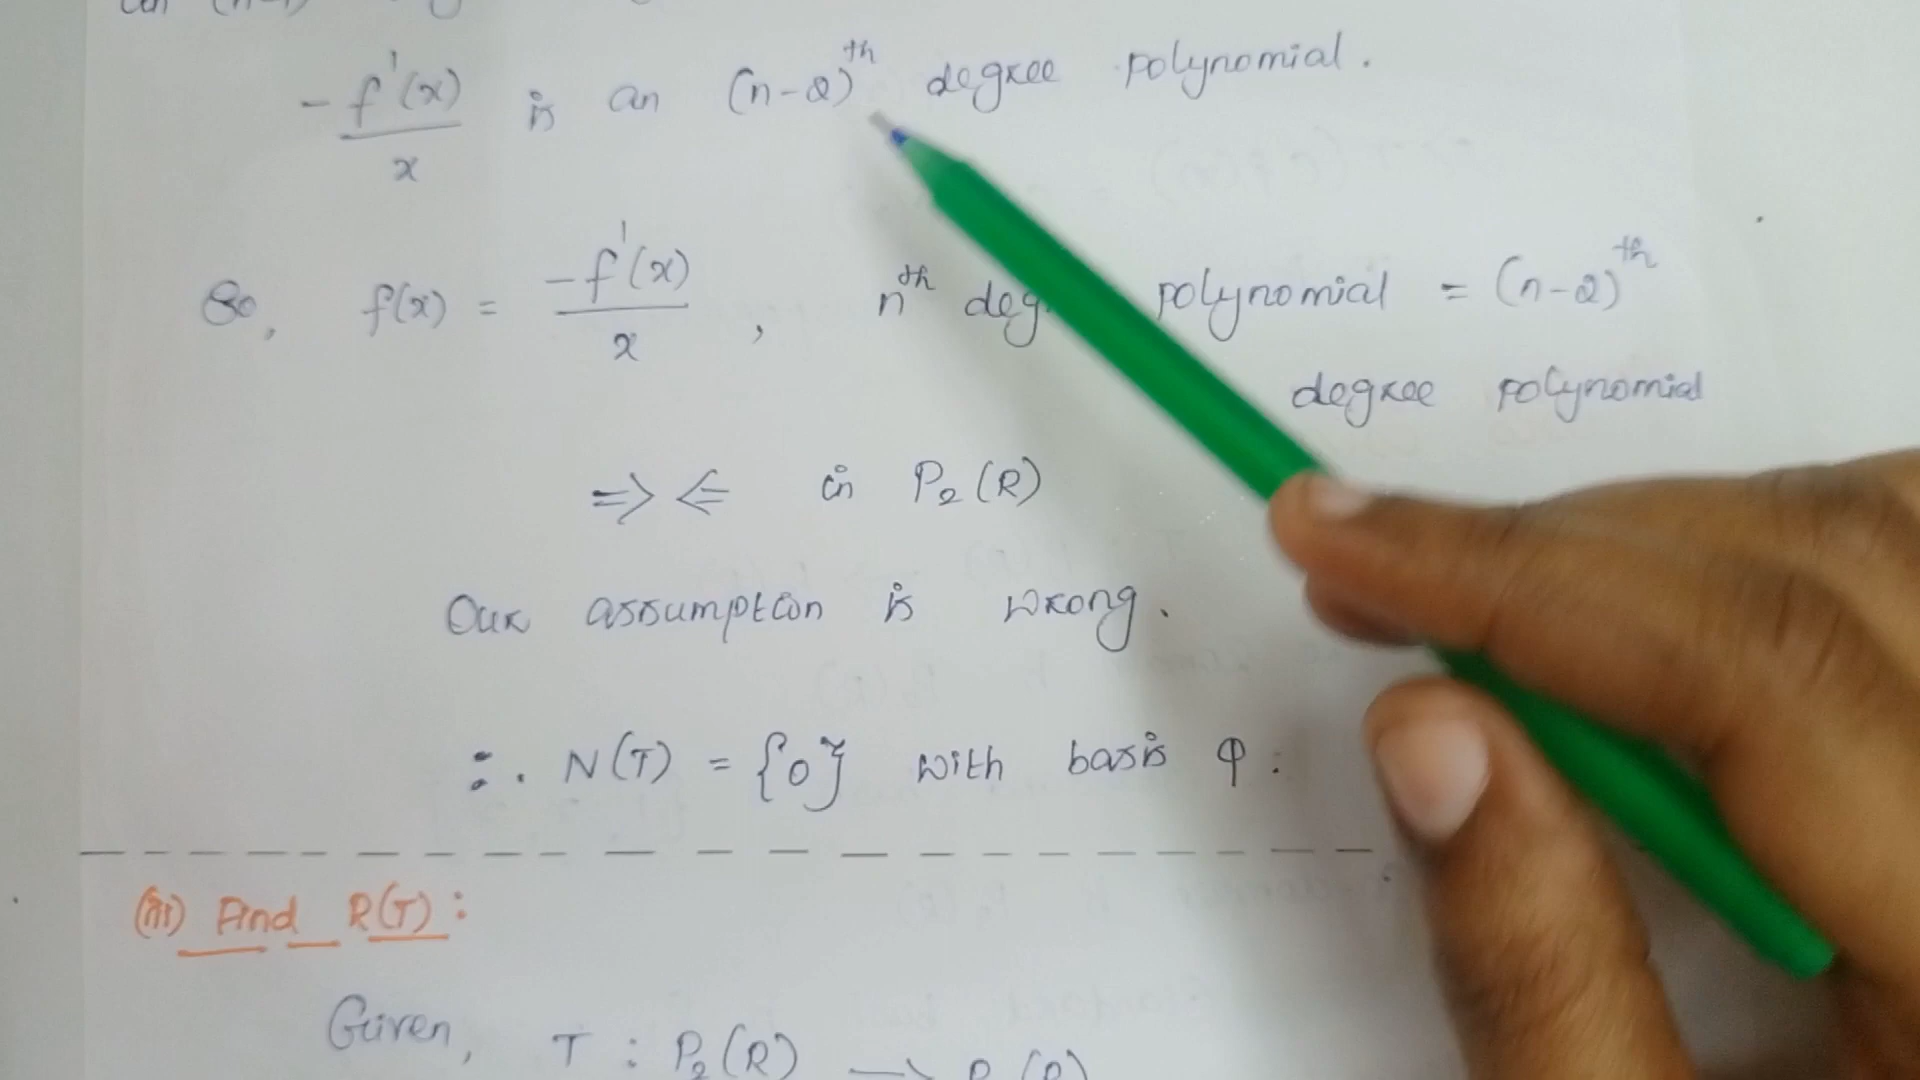 -f'(x)/x is an (n-2)th degree polynomial.
So, f(x) = -f'(x)/x , nth deg polynomial = (n-2)th
degree polynomial
=> <= in P2(R)
Our assumption is wrong.
∴ N(T) = {0} with basis φ:
(iii) Find R(T):
Given, T : P2(R) →